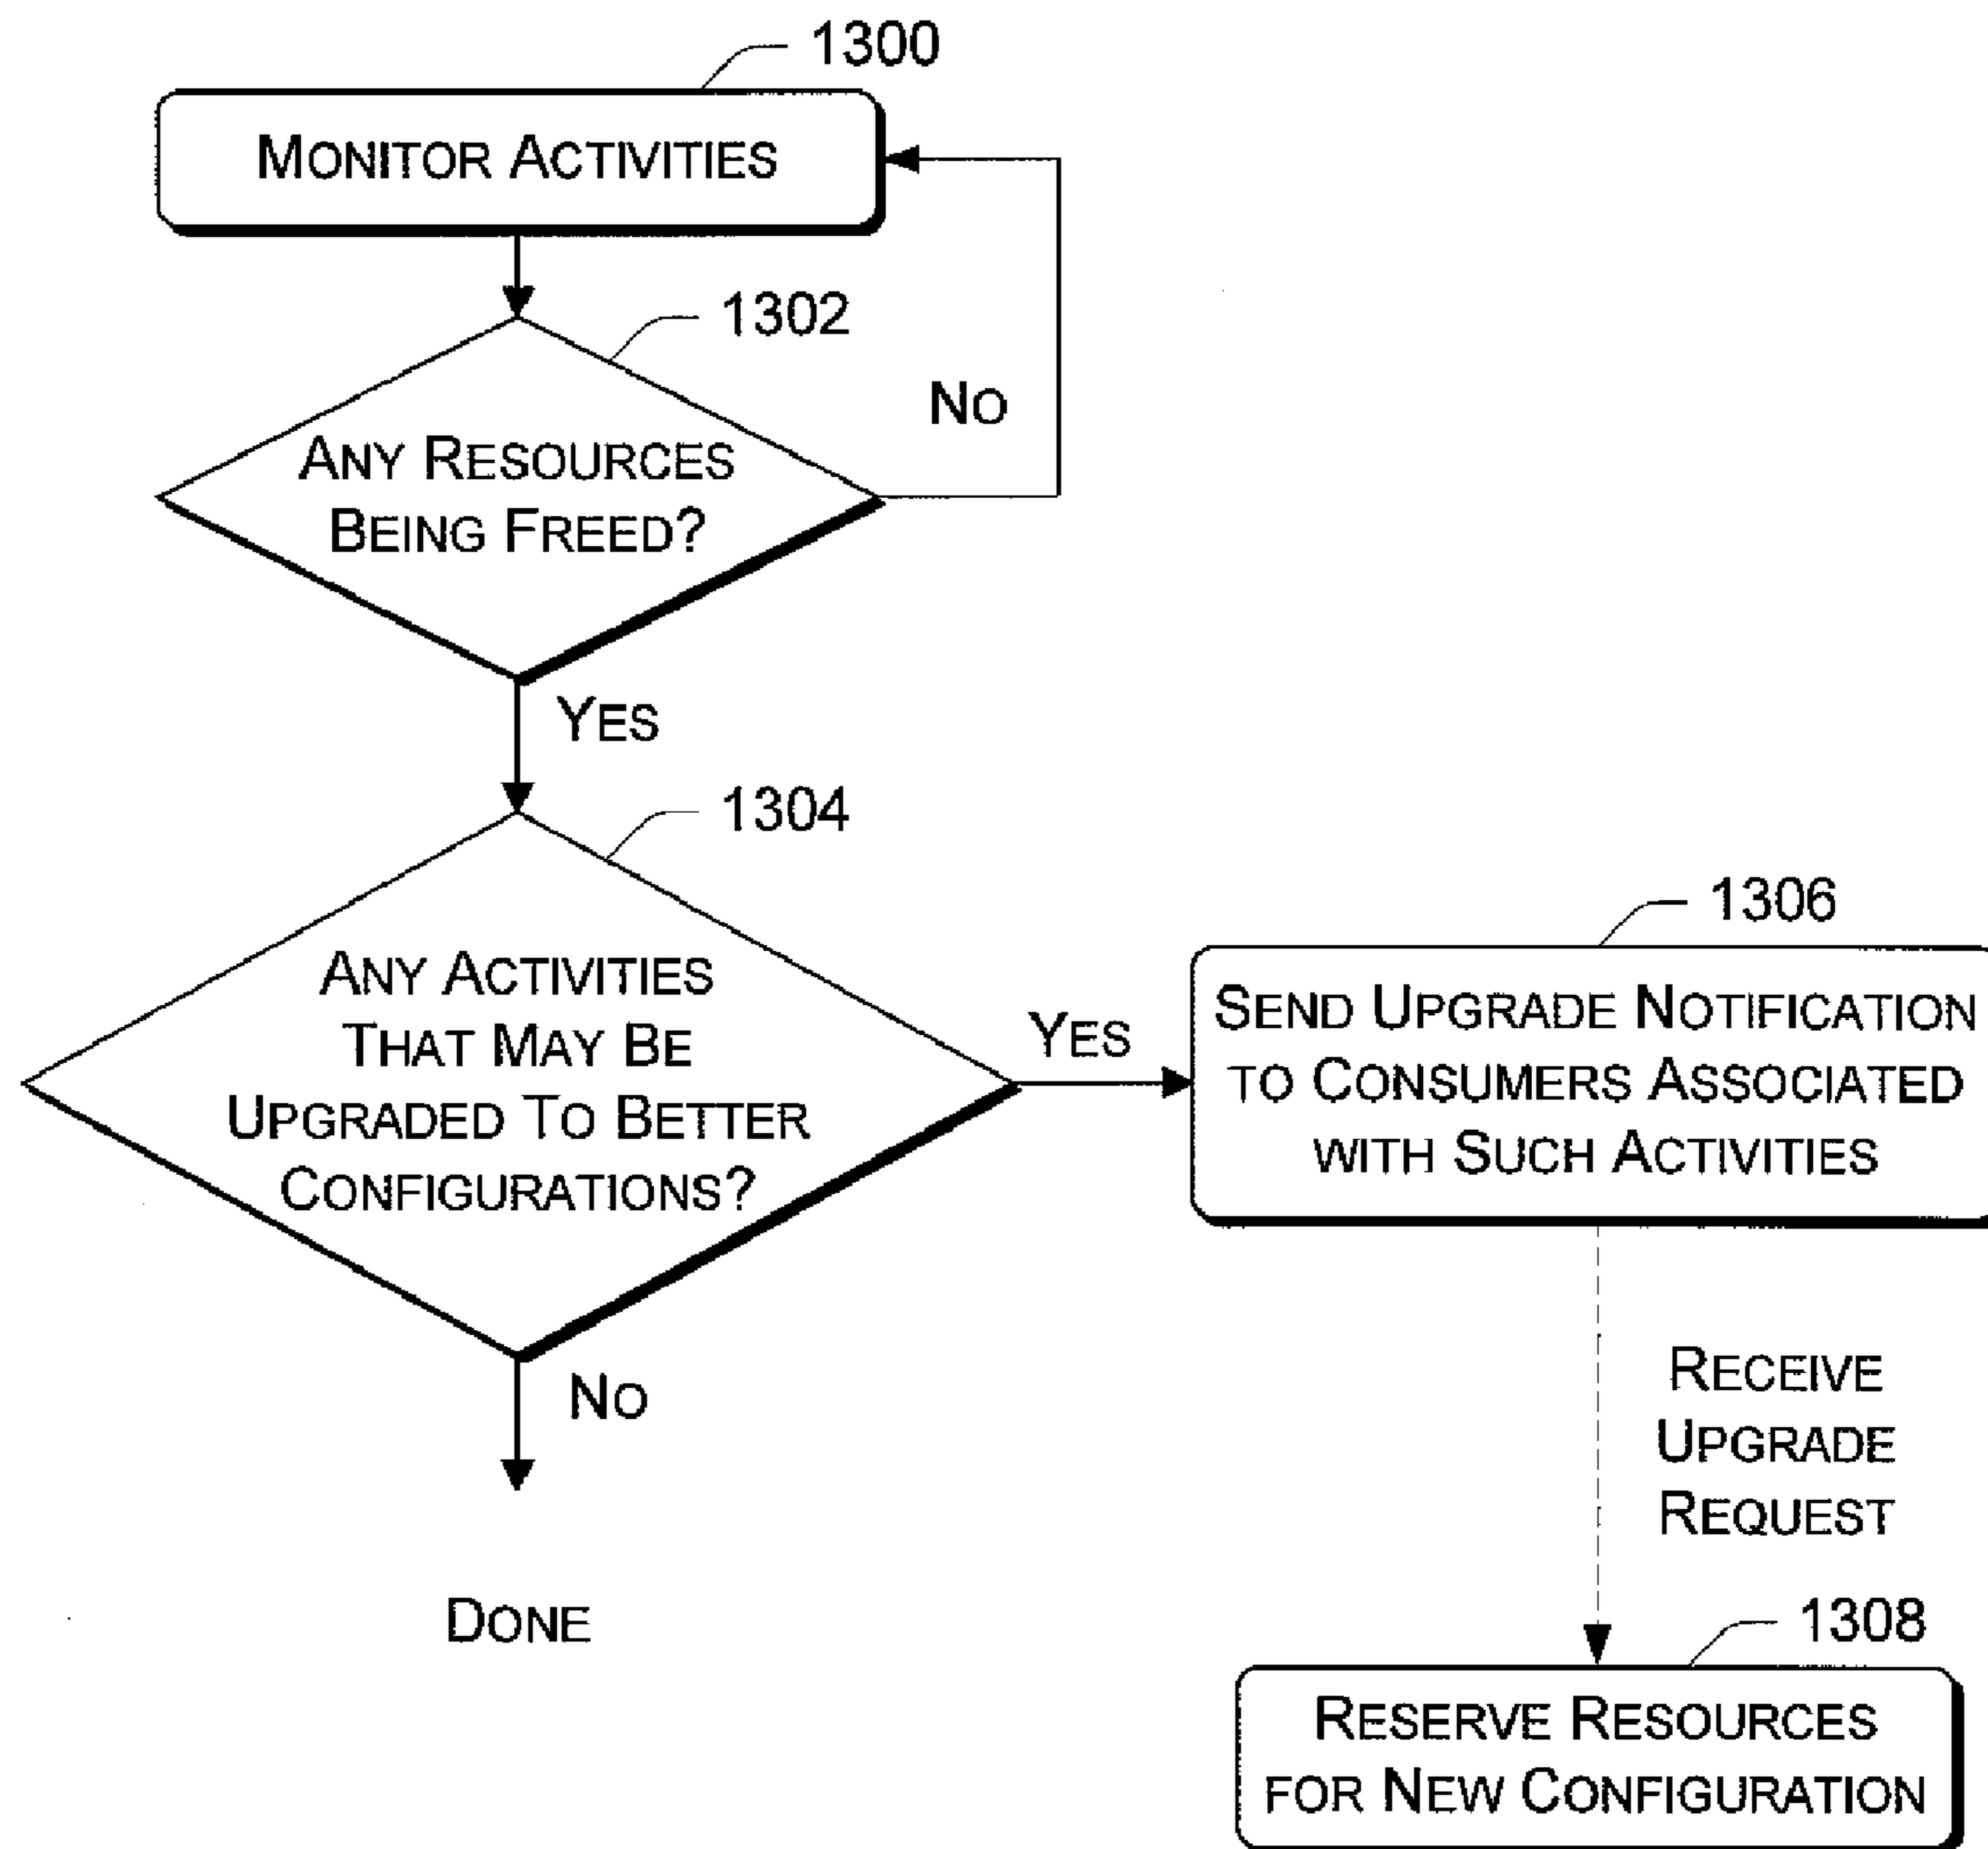 1300
MONITOR ACTIVITIES
1302
NO
ANY RESOURCES
BEING FREED?
YES
1304
ANY ACTIVITIES
THAT MAY BE
UPGRADED TO BETTER
CONFIGURATIONS?
YES
1306
SEND UPGRADE NOTIFICATION
TO CONSUMERS ASSOCIATED
WITH SUCH ACTIVITIES
NO
RECEIVE
UPGRADE
REQUEST
DONE
1308
RESERVE RESOURCES
FOR NEW CONFIGURATION